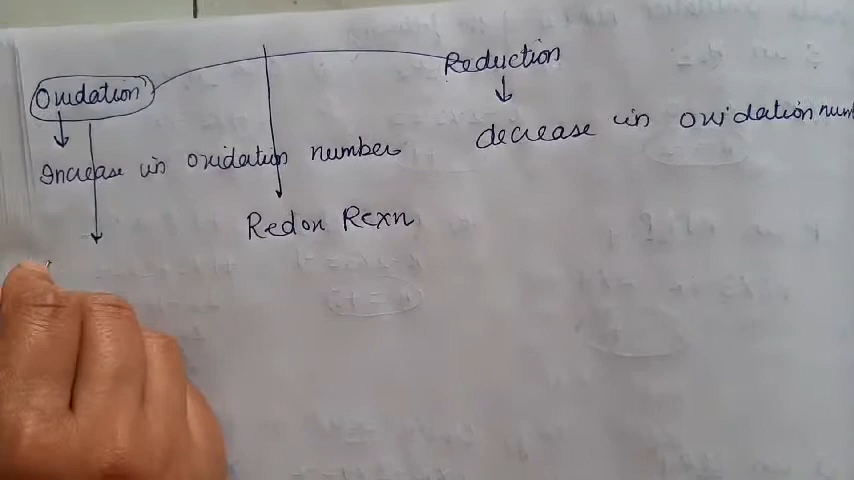 Oxidation
Reduction
Increase in oxidation number
decrease in oxidation num
Redox Rexn